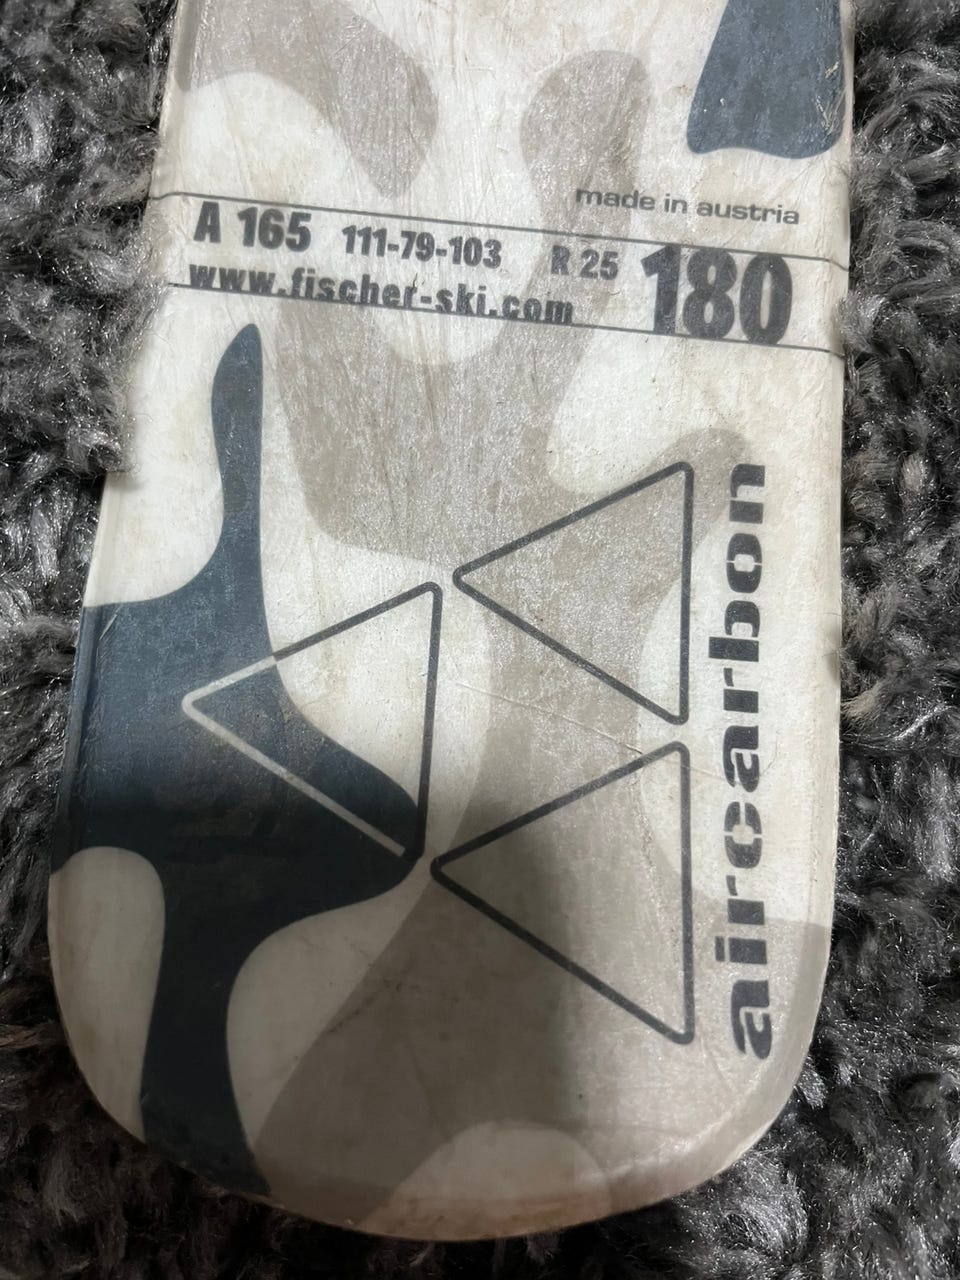 made in austria
A 165 111-79-103 R 25 180
www.fischer-ski.com
aircarbon